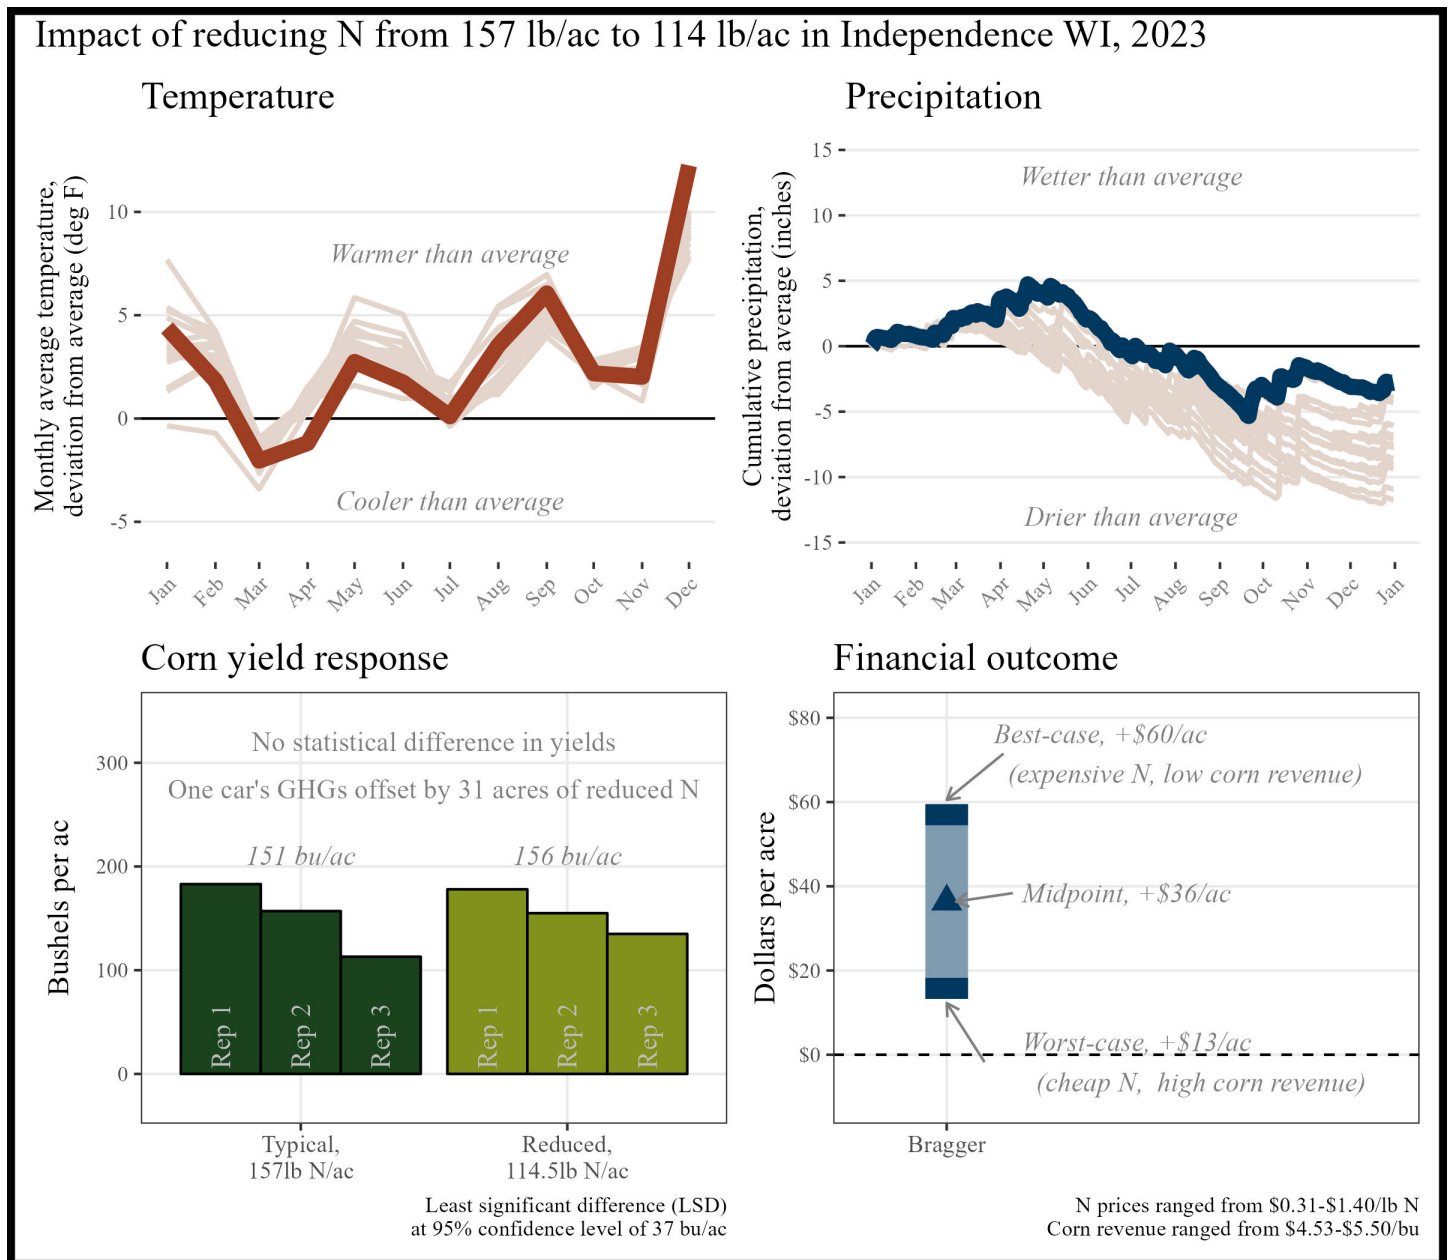 Impact of reducing N from 157 lb/ac to 114 lb/ac in Independence WI, 2023
Temperature
Monthly average temperature,
deviation from average (deg F)
10
5
0
-5
Warmer than average
Cooler than average
Jan
Feb
Mar
Apr
May
Jun
Jul
Aug
Sep
Oct
Nov
Dec
Precipitation
Cumulative precipitation,
deviation from average (inches)
15
10
5
0
-5
-10
-15
Wetter than average
Drier than average
Jan
Feb
Mar
Apr
May
Jun
Jul
Aug
Sep
Oct
Nov
Dec
Jan
Corn yield response
Bushels per ac
300
200
100
0
No statistical difference in yields
One car's GHGs offset by 31 acres of reduced N
151 bu/ac
156 bu/ac
Rep 1
Rep 2
Rep 3
Rep 1
Rep 2
Rep 3
Typical,
157lb N/ac
Reduced,
114.5lb N/ac
Least significant difference (LSD)
at 95% confidence level of 37 bu/ac
Financial outcome
Dollars per acre
$80
$60
$40
$20
$0
Best-case, +$60/ac
(expensive N, low corn revenue)
Midpoint, +$36/ac
Worst-case, +$13/ac
(cheap N,  high corn revenue)
Bragger
N prices ranged from $0.31-$1.40/lb N
Corn revenue ranged from $4.53-$5.50/bu